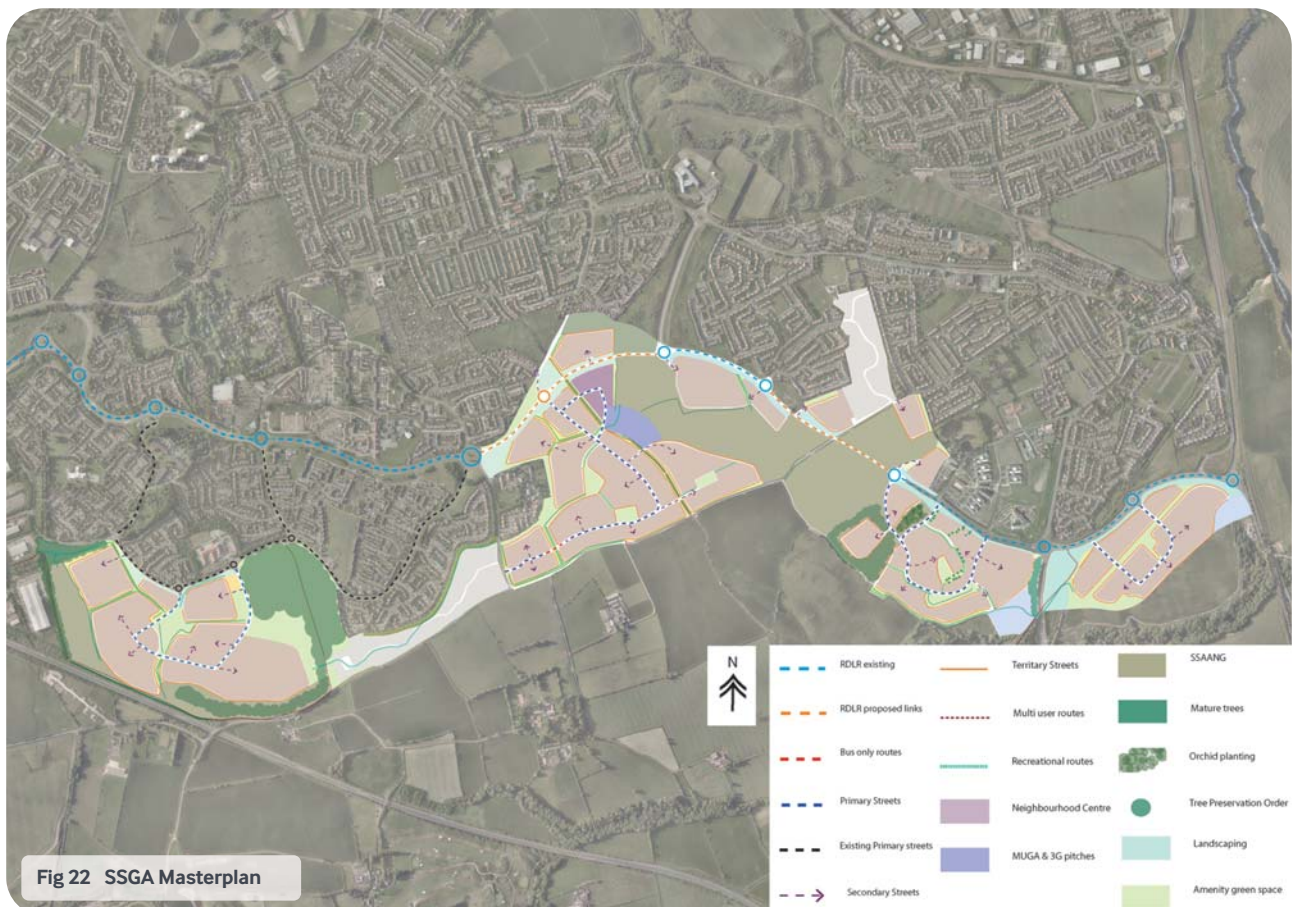 N
RDLR existing
RDLR proposed links
Bus only routes
Primary Streets
Existing Primary streets
Secondary Streets
Territary Streets
Multi user routes
Recreational routes
Neighbourhood Centre
MUGA & 3G pitches
SSAANG
Mature trees
Orchid planting
Tree Preservation Order
Landscaping
Amenity green space
Fig 22 SSGA Masterplan